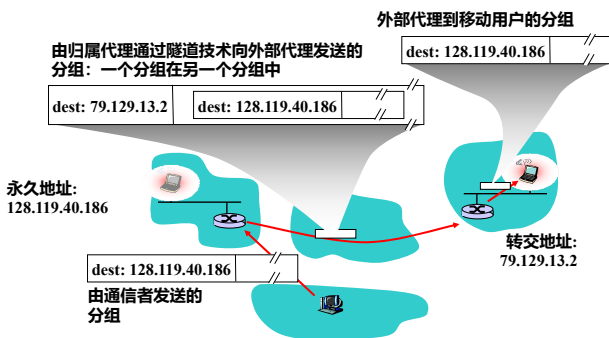 外部代理到移动用户的分组
dest: 128.119.40.186
由归属代理通过隧道技术向外部代理发送的
分组：一个分组在另一个分组中
dest: 79.129.13.2
dest: 128.119.40.186
永久地址:
128.119.40.186
转交地址:
79.129.13.2
dest: 128.119.40.186
由通信者发送的
分组